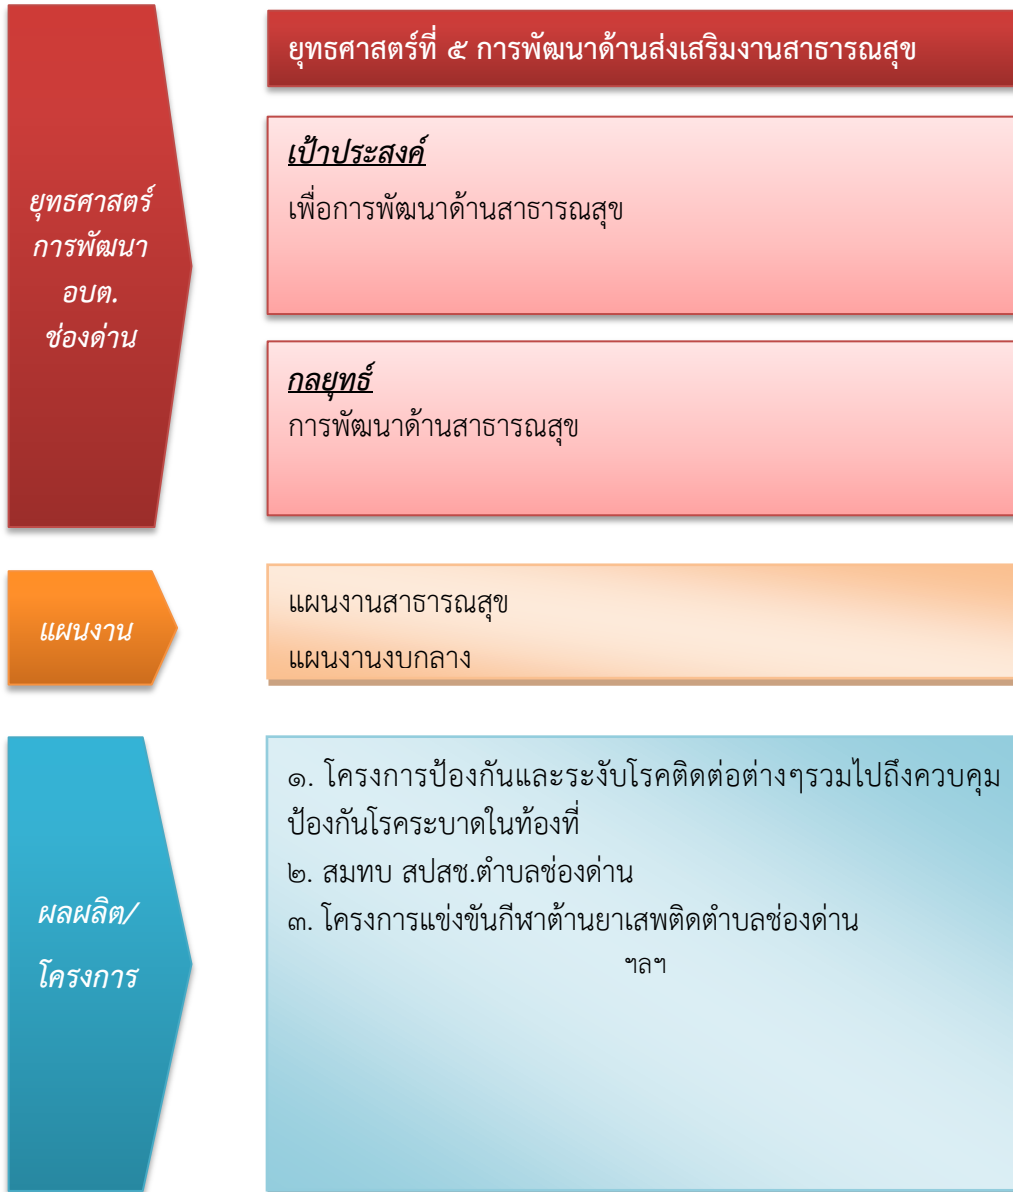 ยุทธศาสตร์
การพัฒนา
อบต.
ช่องด่าน
ยุทธศาสตร์ที่ ๕ การพัฒนาด้านส่งเสริมงานสาธารณสุข
เป้าประสงค์
เพื่อการพัฒนาด้านสาธารณสุข
กลยุทธ์
การพัฒนาด้านสาธารณสุข
แผนงาน
แผนงานสาธารณสุข
แผนงานงบกลาง
ผลผลิต/
โครงการ
๑. โครงการป้องกันและระงับโรคติดต่อต่างๆรวมไปถึงควบคุม
ป้องกันโรคระบาดในท้องที่
๒. สมทบ สปสช.ตำบลช่องด่าน
๓. โครงการแข่งขันกีฬาต้านยาเสพติดตำบลช่องด่าน
ฯลฯ